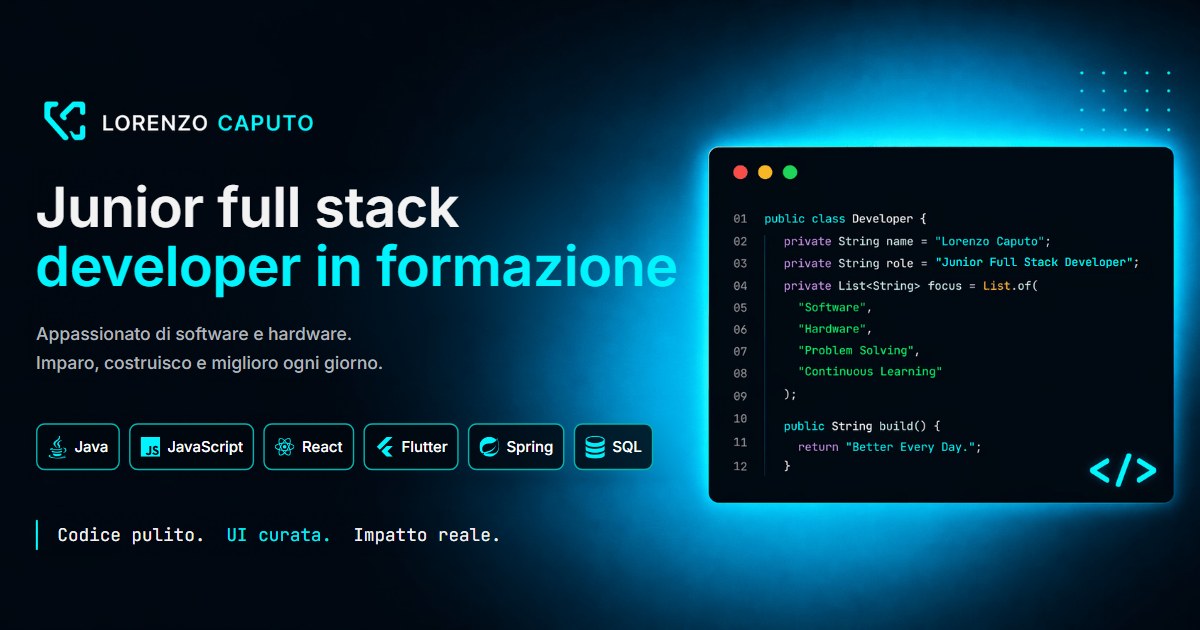 LORENZO CAPUTO
Junior full stack
developer in formazione
Appassionato di software e hardware.
Imparo, costruisco e miglioro ogni giorno.
Java
JS JavaScript
React
Flutter
Spring
SQL
Codice pulito. UI curata. Impatto reale.
01 public class Developer {
02 private String name = "Lorenzo Caputo";
03 private String role = "Junior Full Stack Developer";
04 private List<String> focus = List.of(
05 "Software",
06 "Hardware",
07 "Problem Solving",
08 "Continuous Learning"
09 );
10 public String build() {
11 return "Better Every Day.";
12 }
</>